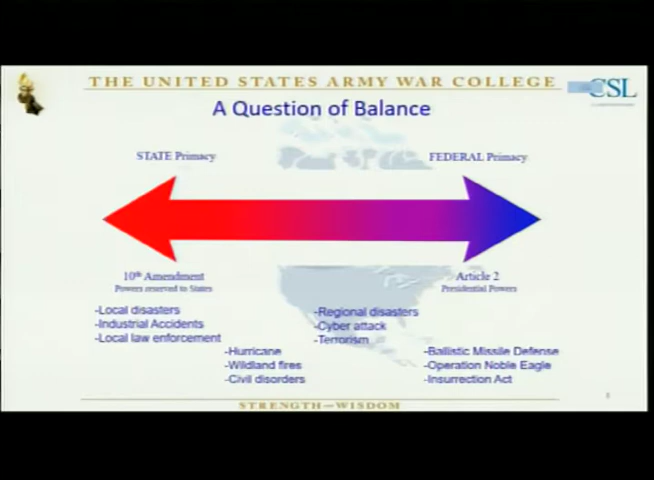 THE UNITED STATES ARMY WAR COLLEGE
CSL
A Question of Balance
STATE Primacy
FEDERAL Primacy
10th Amendment
Powers reserved to States
Article 2
Presidential Powers
-Local disasters
-Industrial Accidents
-Local law enforcement
-Hurricane
-Wildland fires
-Civil disorders
-Regional disasters
-Cyber attack
-Terrorism
-Ballistic Missile Defense
-Operation Noble Eagle
-Insurrection Act
STRENGTH—WISDOM